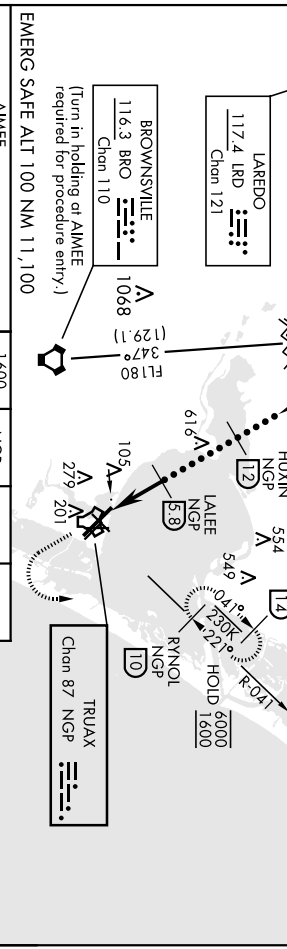 LAREDO
117.4 LRD
Chan 121
BROWNSVILLE
116.3 BRO
Chan 110
(Turn in holding at AIMEE
required for procedure entry.)
EMERG SAFE ALT 100 NM 11,100
1068
FL180
347°
(129.1)
HUXIN
NGP
12
616
554
549
14
LALEE
NGP
5.8
105
279
201
041°
230K
221°
R-041
HOLD 6000
1600
RYNOL
NGP
10
TRUAX
Chan 87 NGP
AIMEE
1600